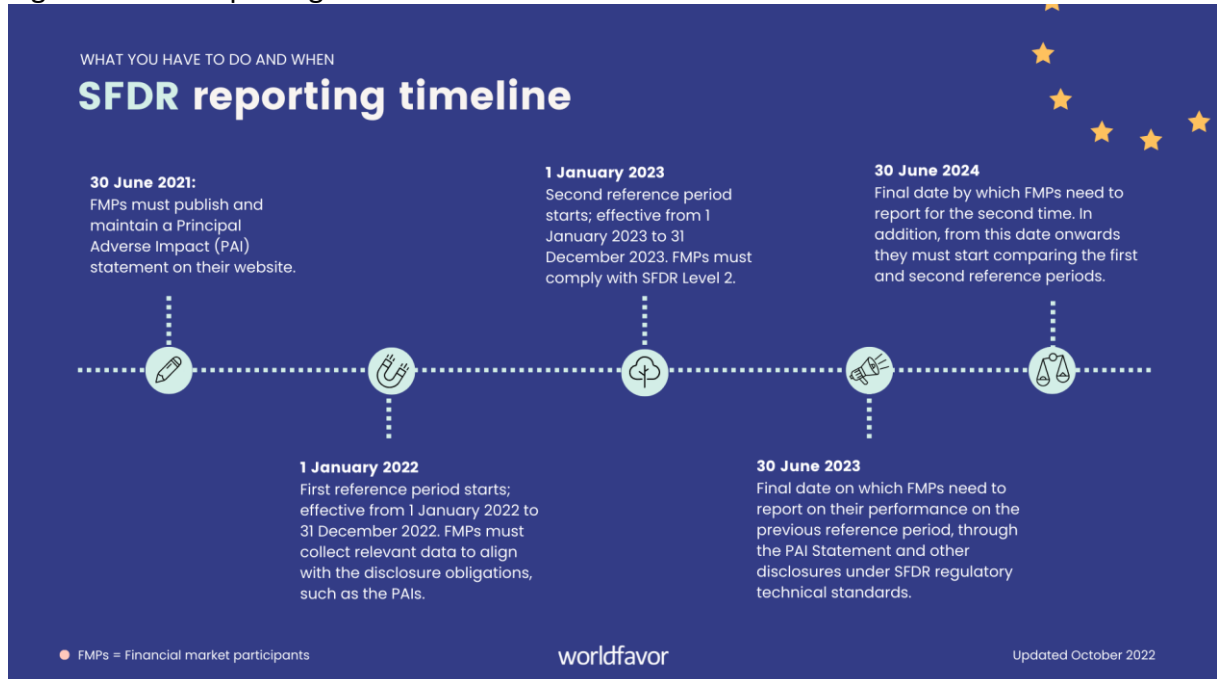 WHAT YOU HAVE TO DO AND WHEN
SFDR reporting timeline
30 June 2021:
FMPs must publish and
maintain a Principal
Adverse Impact (PAI)
statement on their website.
1 January 2022
First reference period starts;
effective from 1 January 2022 to
31 December 2022. FMPs must
collect relevant data to align
with the disclosure obligations,
such as the PAIs.
1 January 2023
Second reference period
starts; effective from 1
January 2023 to 31
December 2023. FMPs must
comply with SFDR Level 2.
30 June 2023
Final date on which FMPs need to
report on their performance on the
previous reference period, through
the PAI Statement and other
disclosures under SFDR regulatory
technical standards.
30 June 2024
Final date by which FMPs need to
report for the second time. In
addition, from this date onwards
they must start comparing the first
and second reference periods.
FMPs = Financial market participants
worldfavor
Updated October 2022